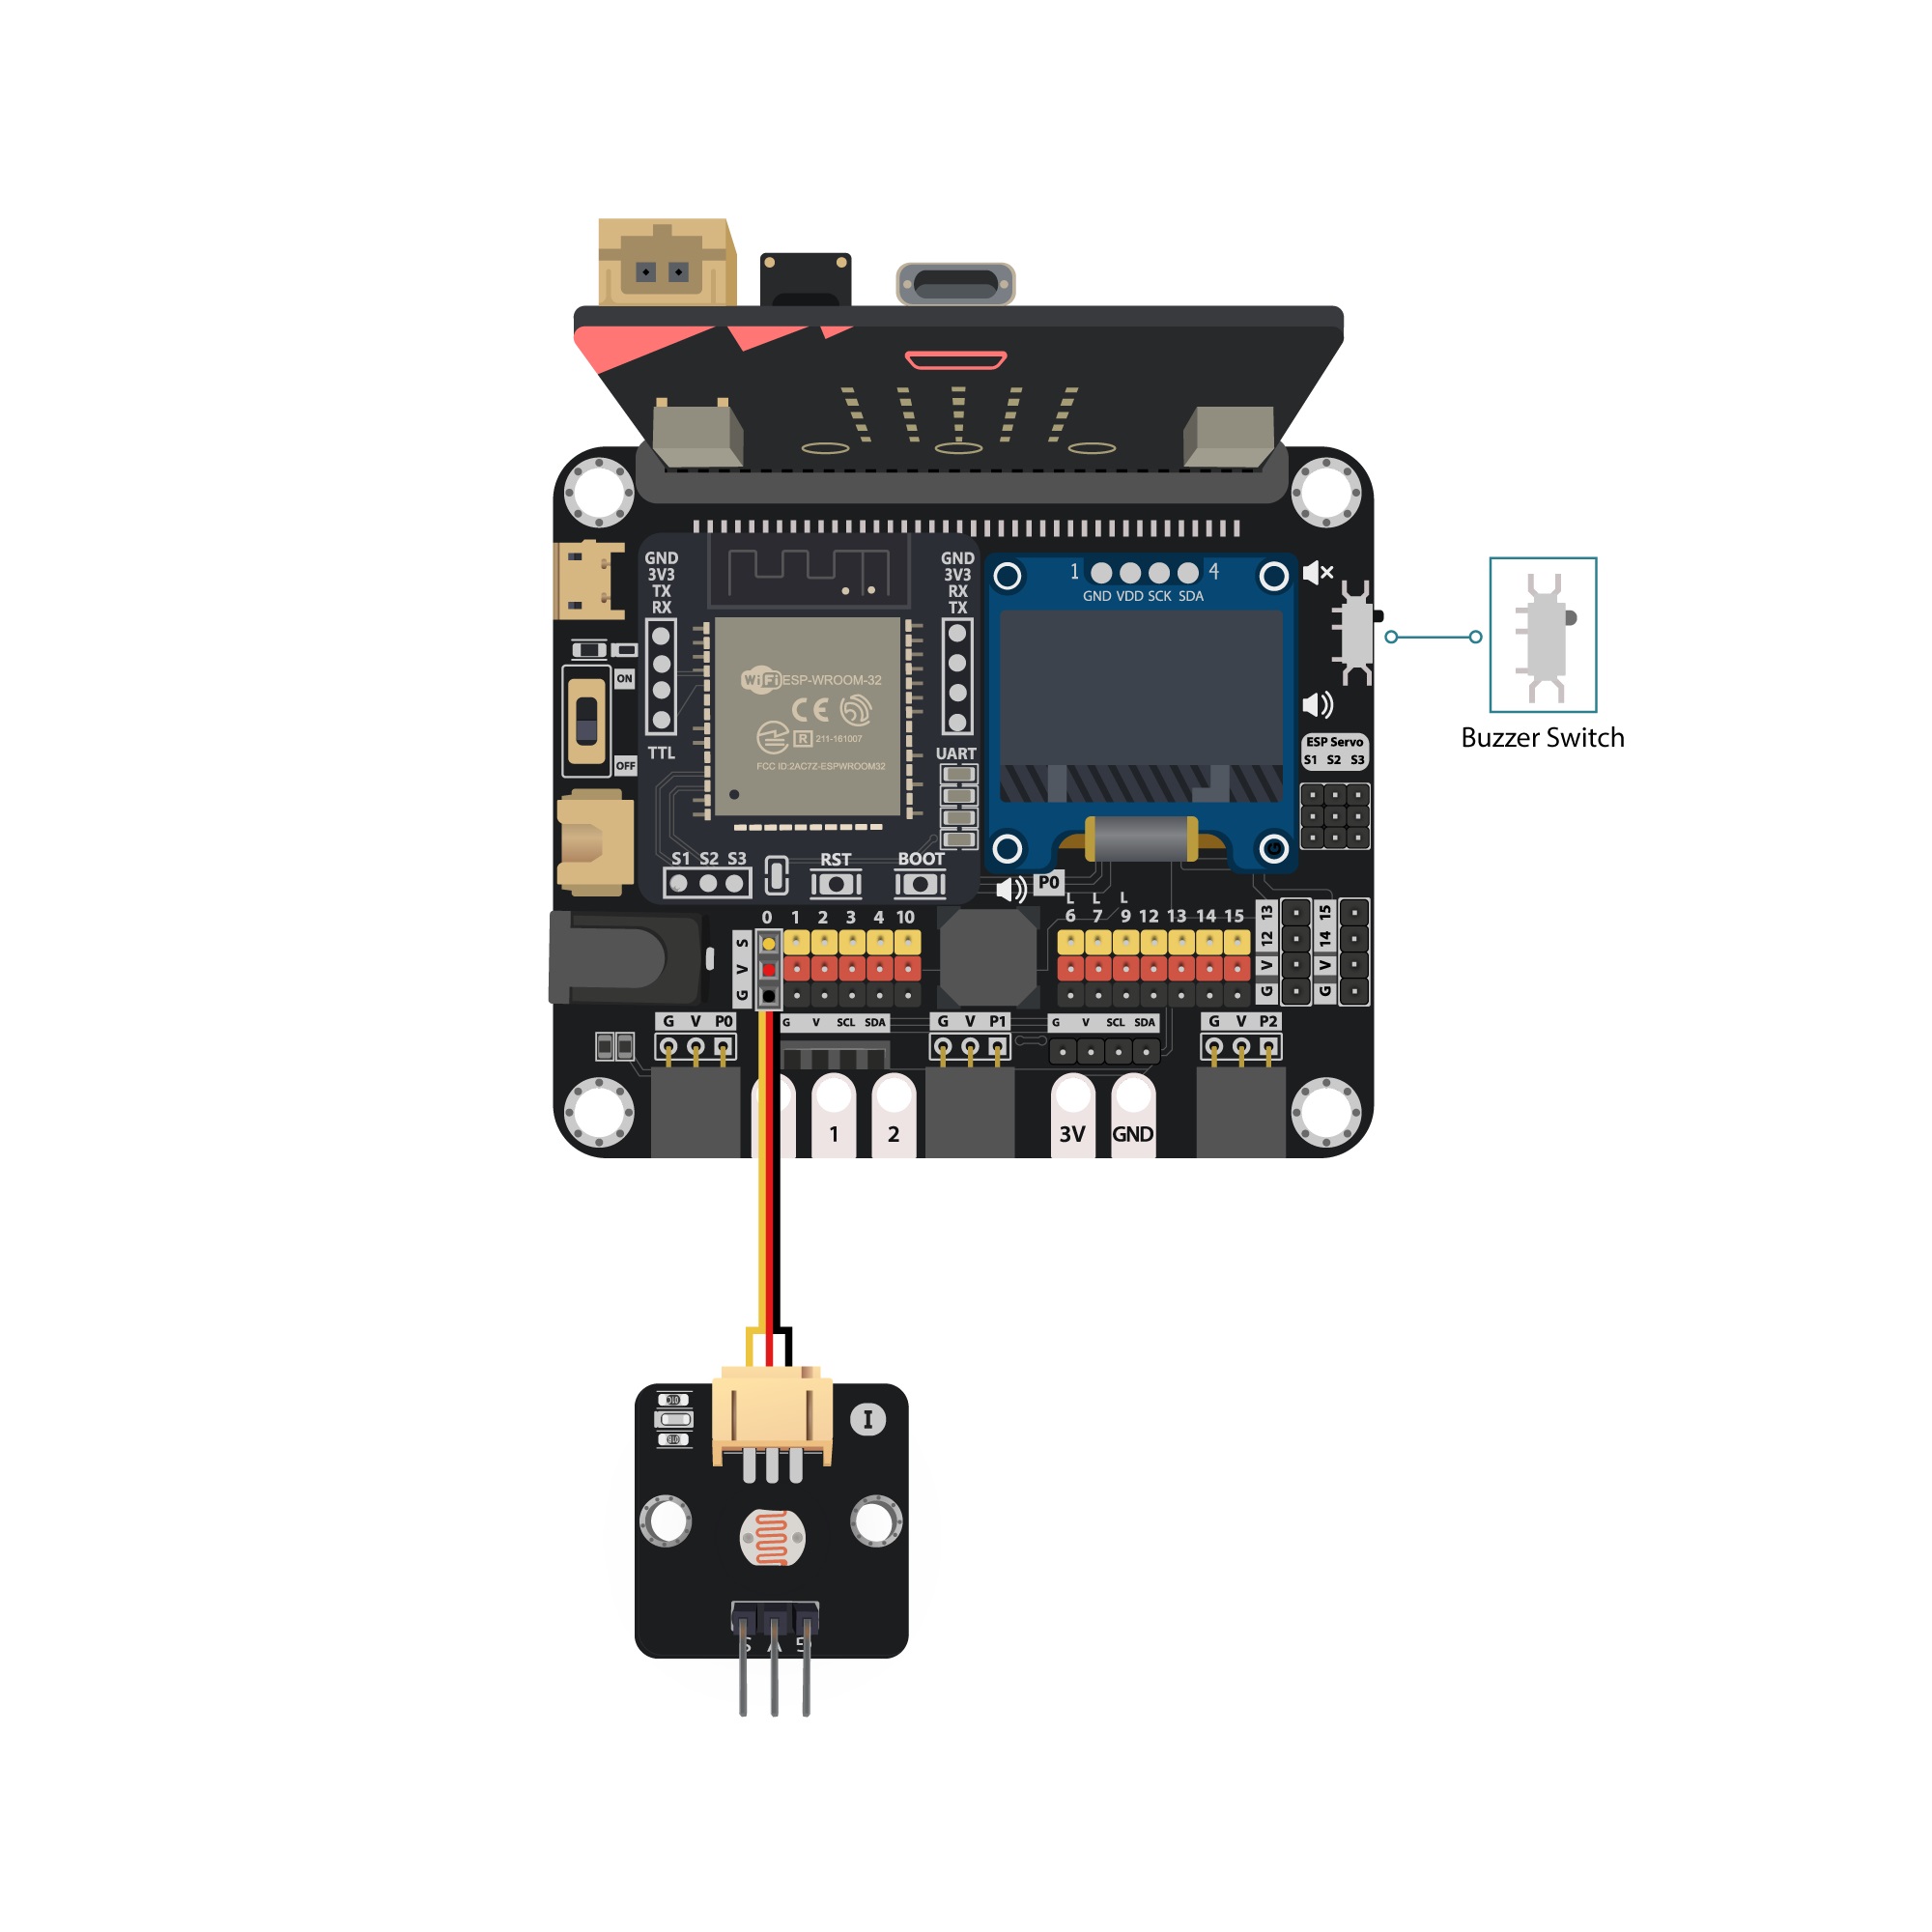 GND
3V3
TX
RX
GND
3V3
RX
TX
1
4
GND VDD SCK SDA
WiFi ESP-WROOM-32
CE
R 211-161007
FCC ID:2AC7Z-ESPWROOM32
ON
OFF
TTL
UART
Buzzer Switch
ESP Servo
S1 S2 S3
S1 S2 S3
RST
BOOT
P0
L L L
0 1 2 3 4 10
6 7 9 12 13 14 15
S
V
G
13
12
V
G
15
14
V
G
G V P0
G V SCL SDA
G V P1
G V SCL SDA
G V P2
1
2
3V
GND
I